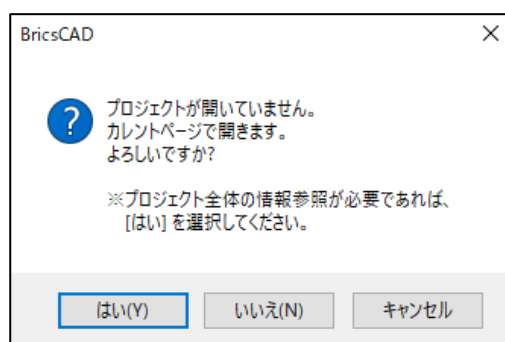 BricsCAD
プロジェクトが開いていません。
カレントページで開きます。
よろしいですか?
※プロジェクト全体の情報参照が必要であれば、
[はい] を選択してください。
はい(Y)
いいえ(N)
キャンセル